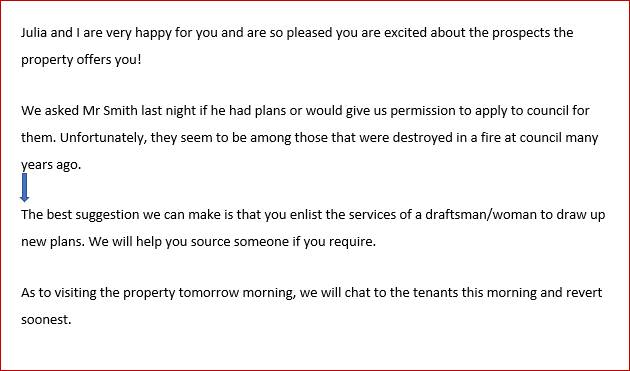 Julia and I are very happy for you and are so pleased you are excited about the prospects the
property offers you!
We asked Mr Smith last night if he had plans or would give us permission to apply to council for
them. Unfortunately, they seem to be among those that were destroyed in a fire at council many
years ago.
The best suggestion we can make is that you enlist the services of a draftsman/woman to draw up
new plans. We will help you source someone if you require.
As to visiting the property tomorrow morning, we will chat to the tenants this morning and revert
soonest.